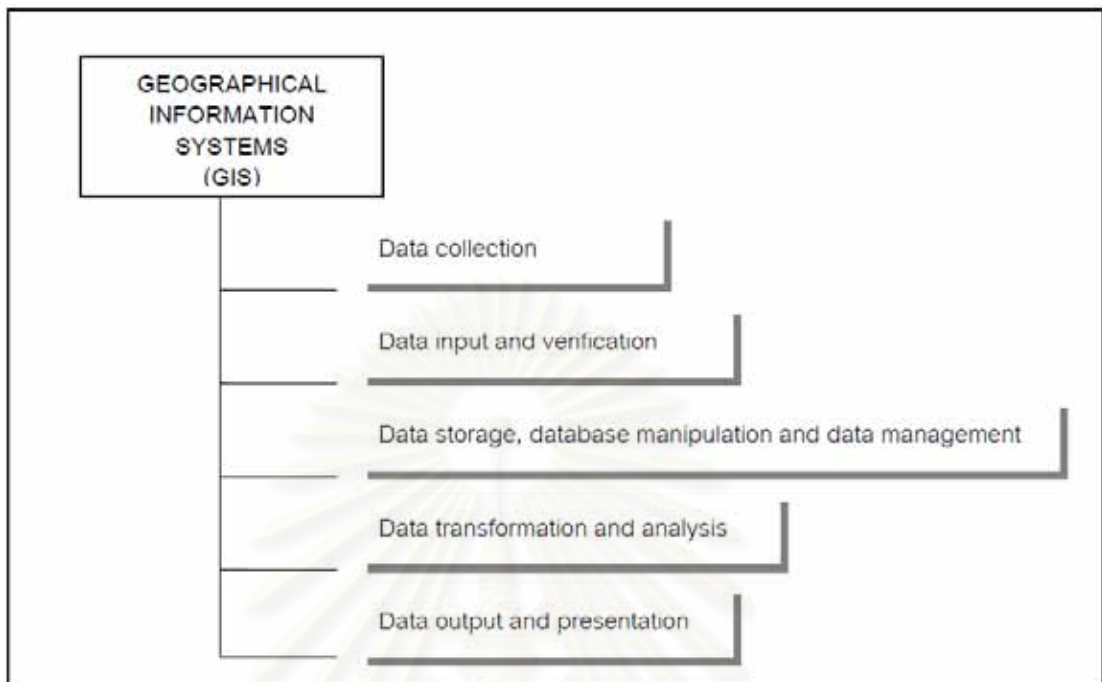 GEOGRAPHICAL
INFORMATION
SYSTEMS
(GIS)
Data collection
Data input and verification
Data storage, database manipulation and data management
Data transformation and analysis
Data output and presentation